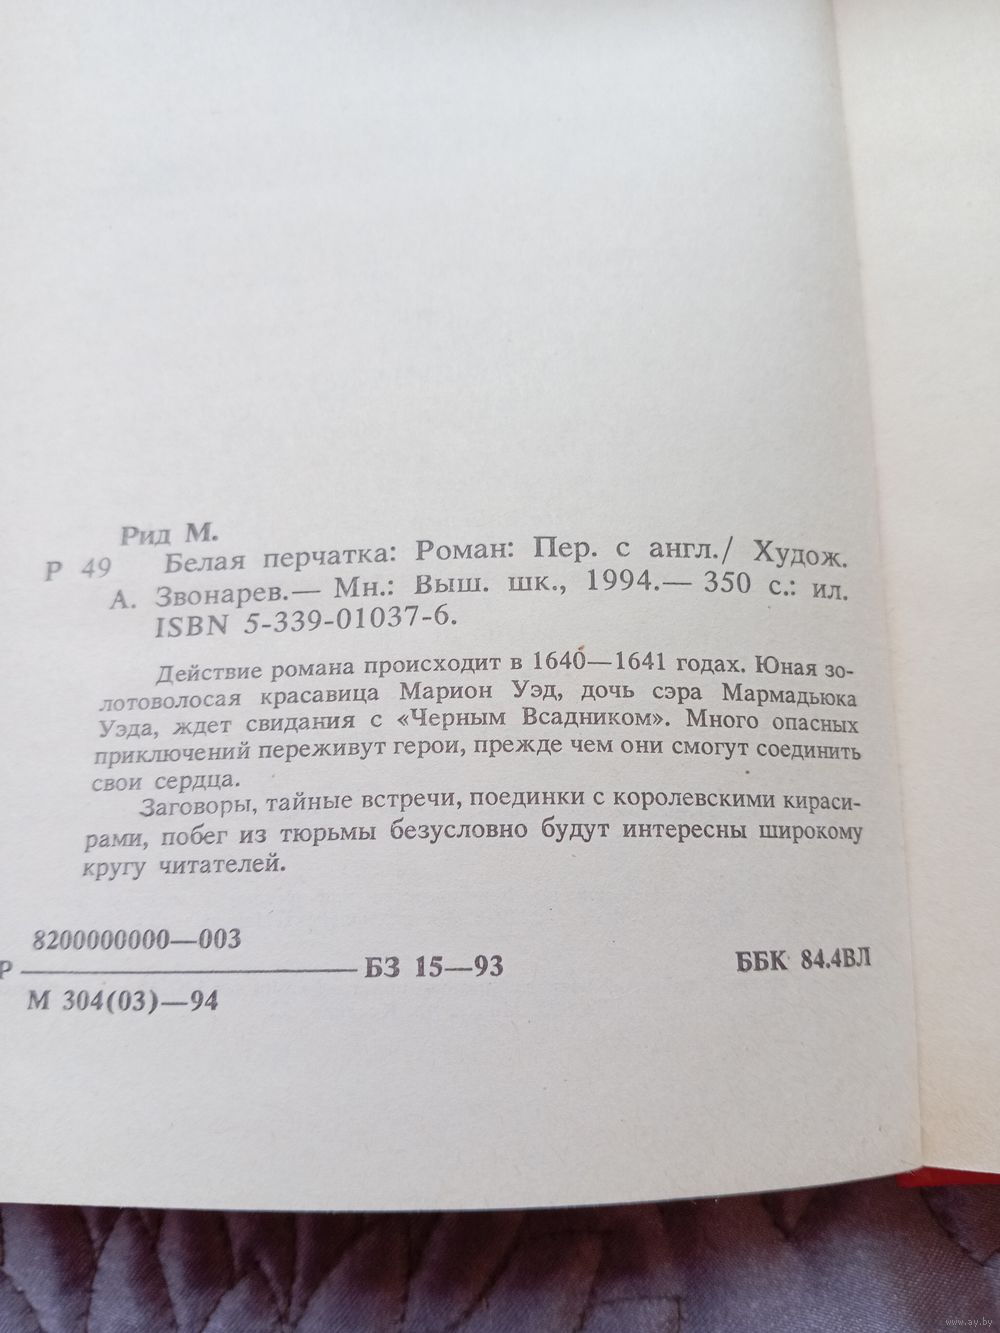 Рид М.
Р 49 Белая перчатка: Роман: Пер. с англ./ Худож.
А. Звонарев.— Мн.: Выш. шк., 1994.— 350 с.: ил.
ISBN 5-339-01037-6.
Действие романа происходит в 1640—1641 годах. Юная зо-
лотоволосая красавица Марион Уэд, дочь сэра Мармадьюка
Уэда, ждет свидания с «Черным Всадником». Много опасных
приключений переживут герои, прежде чем они смогут соединить
свои сердца.
Заговоры, тайные встречи, поединки с королевскими кираси-
рами, побег из тюрьмы безусловно будут интересны широкому
кругу читателей.
8200000000—003
Р БЗ 15—93 ББК 84.4ВЛ
М 304(03)—94
www.ay.by